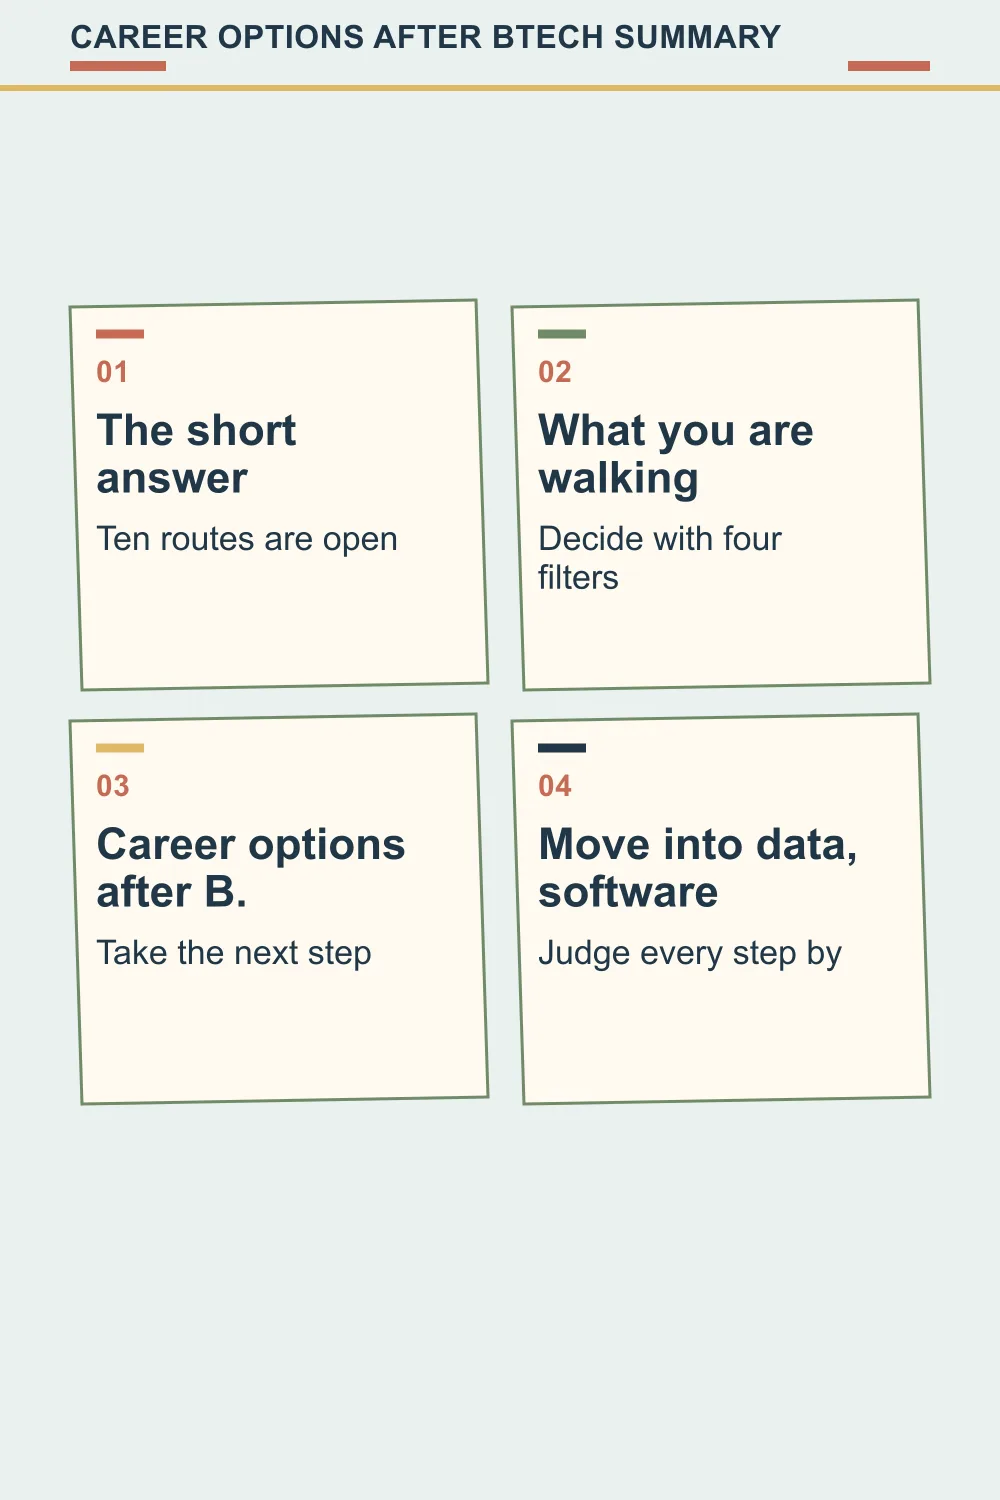 CAREER OPTIONS AFTER BTECH SUMMARY
01
The short
answer
Ten routes are open
02
What you are
walking
Decide with four
filters
03
Career options
after B.
Take the next step
04
Move into data,
software
Judge every step by